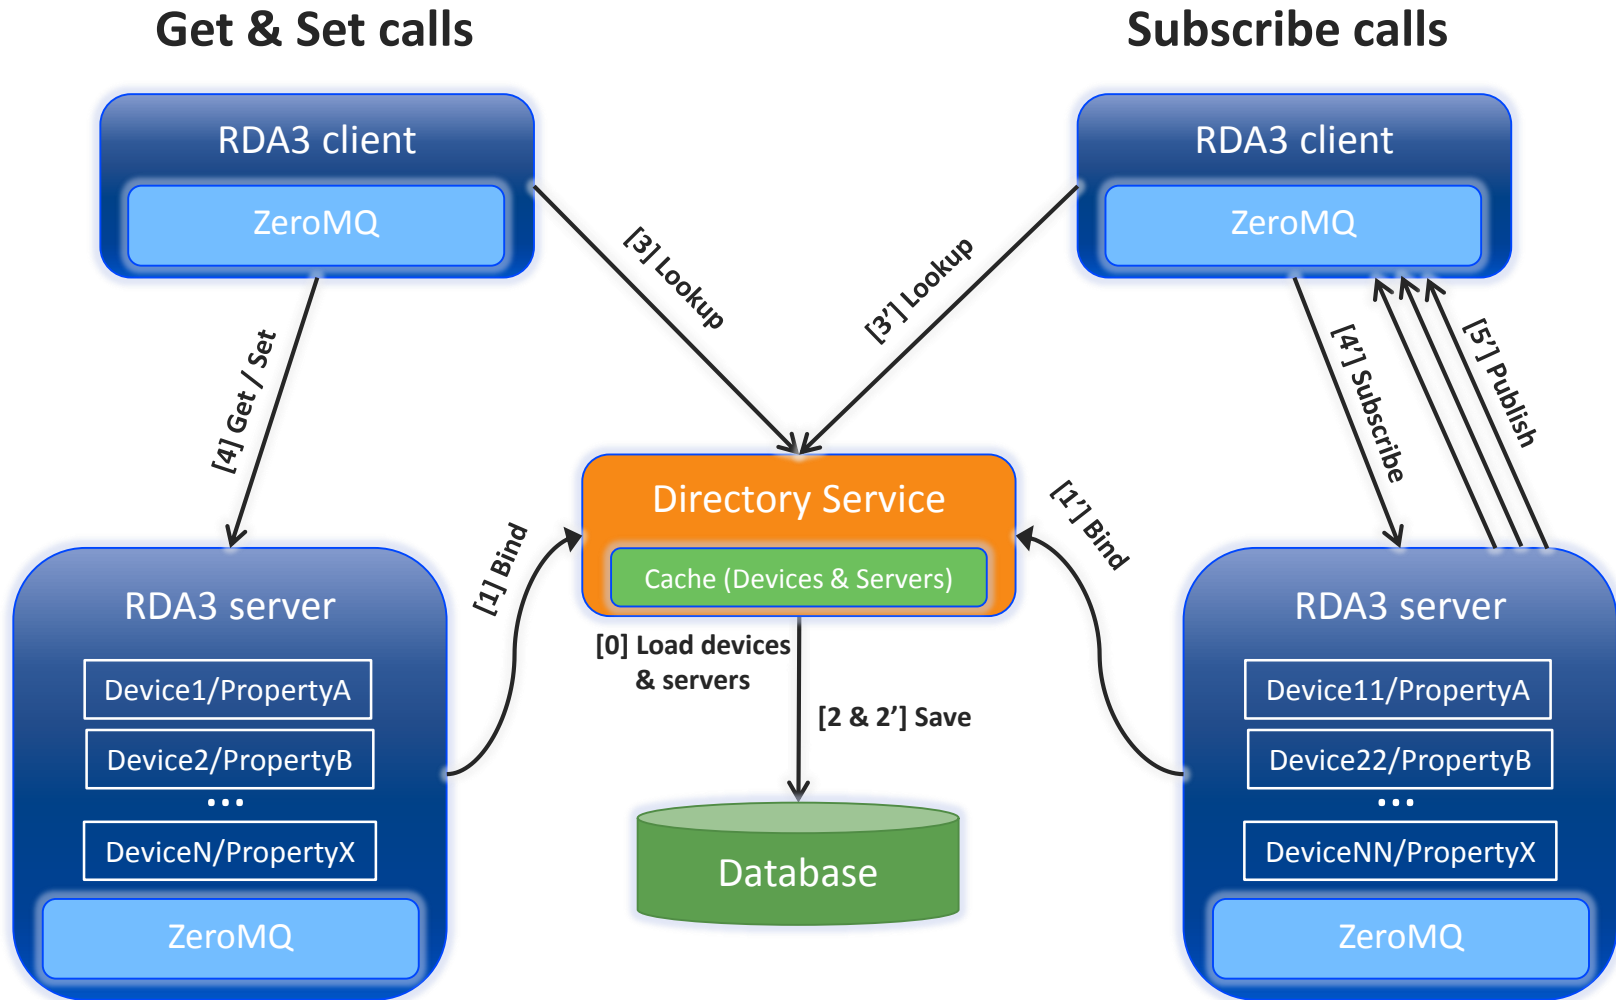 Get & Set calls
Subscribe calls
RDA3 client
ZeroMQ
RDA3 client
ZeroMQ
[3] Lookup
[3’] Lookup
[4] Get / Set
[4’] Subscribe
[5’] Publish
Directory Service
Cache (Devices & Servers)
[1] Bind
[1’] Bind
[0] Load devices
& servers
[2 & 2’] Save
Database
RDA3 server
Device1/PropertyA
Device2/PropertyB
...
DeviceN/PropertyX
ZeroMQ
RDA3 server
Device11/PropertyA
Device22/PropertyB
...
DeviceNN/PropertyX
ZeroMQ